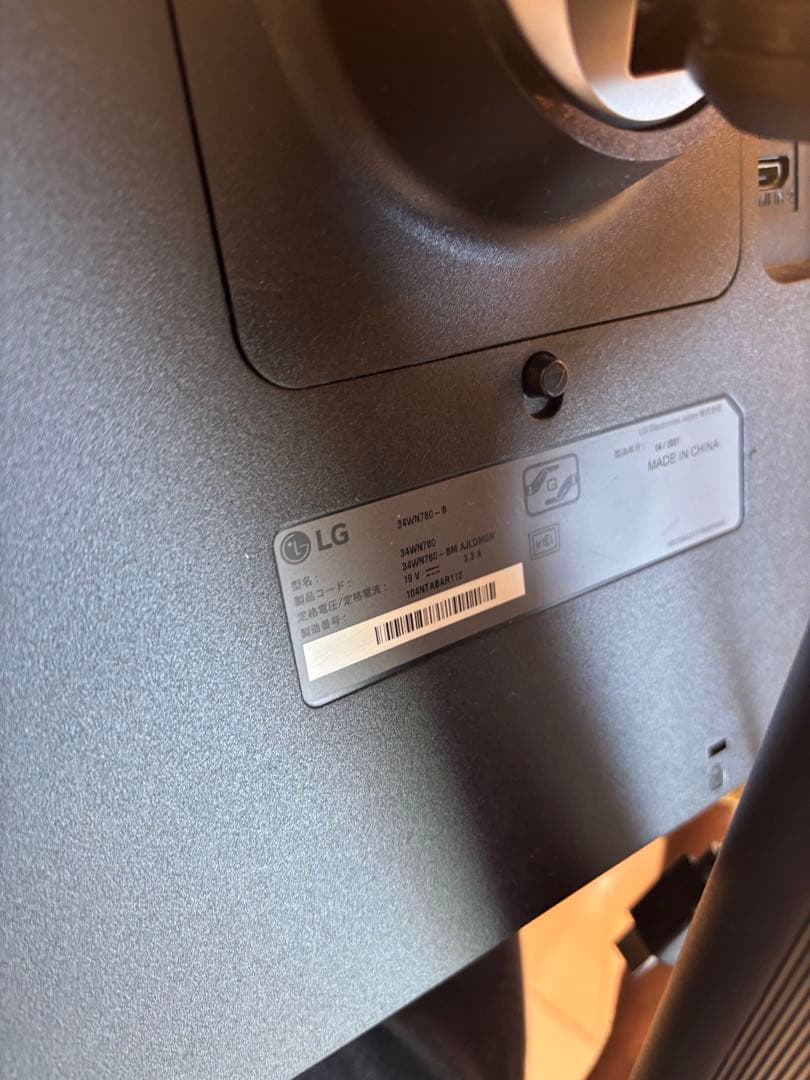 LG
34WN780-B
型名: 34WN780
製品コード: 34WN780-BM.AJLDMGN
定格電圧/定格電流: 19 V 3.3 A
製造番号: 104NTABAR112
G
VCI
LG Electronics Japan 株式会社
製造年月: 04/2021
MADE IN CHINA